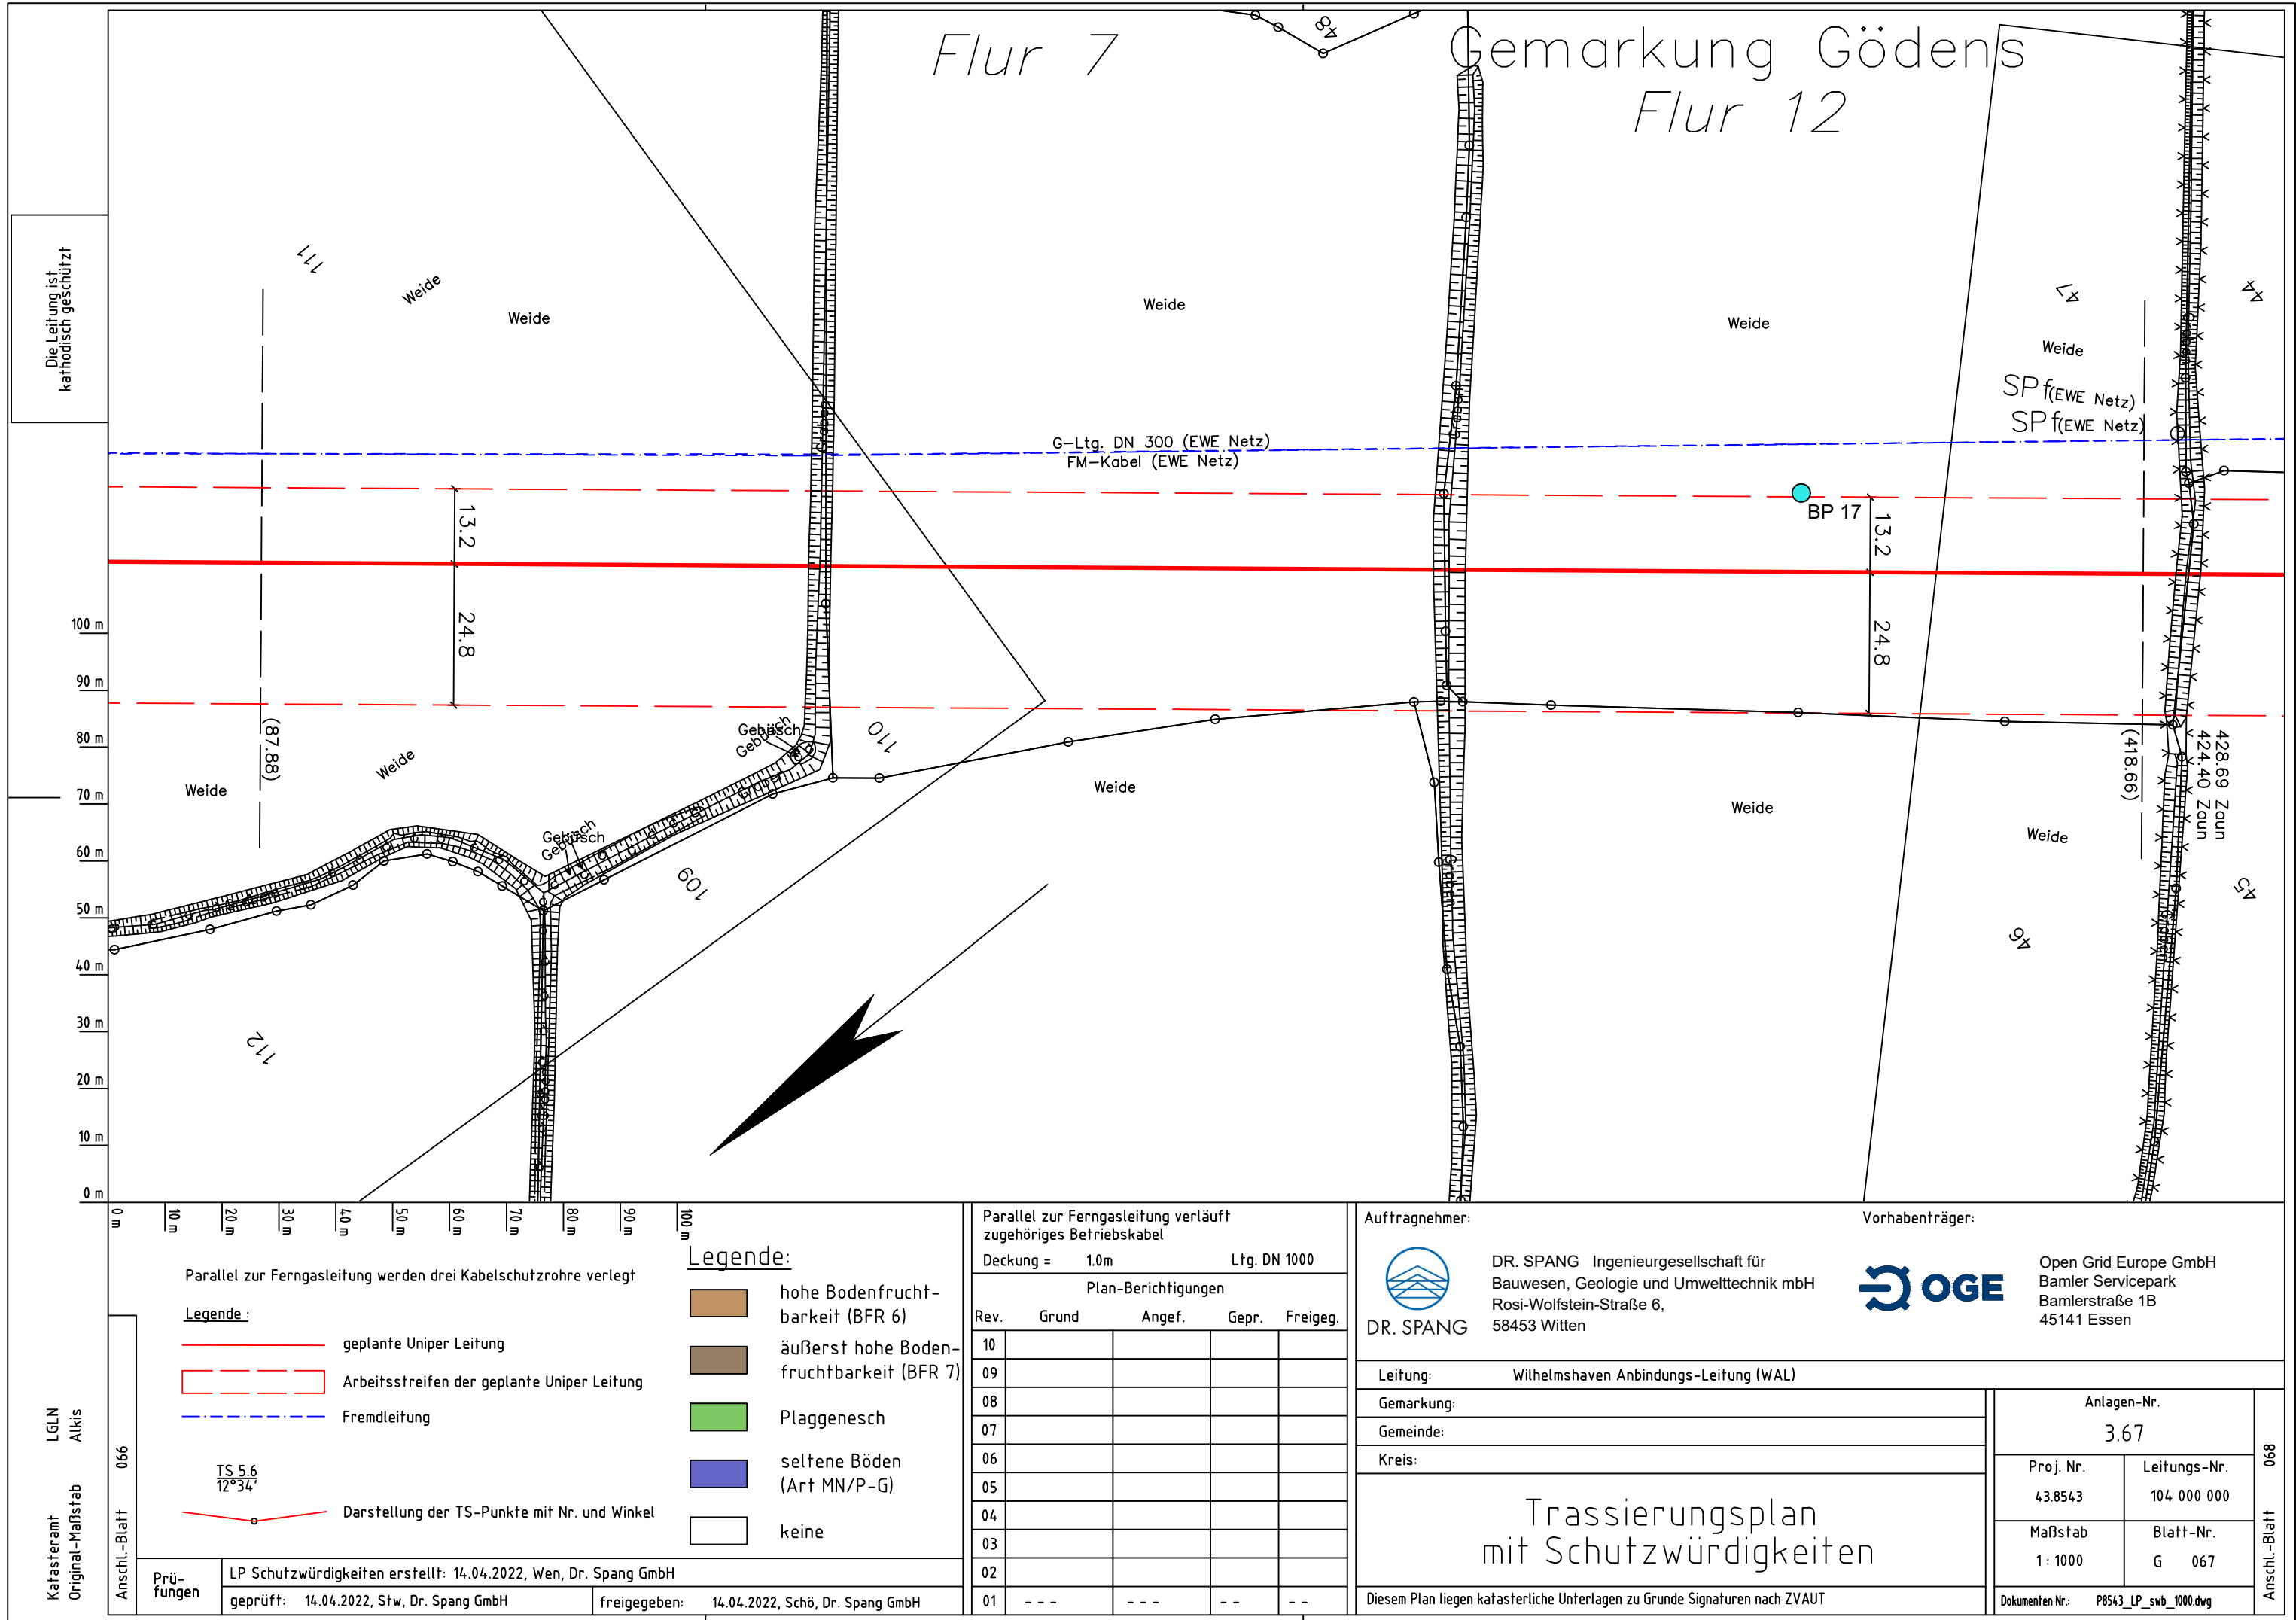 Flur 7
Gemarkung Gödens
Flur 12
48
Die Leitung ist
kathodisch geschützt
111
Weide
Weide
Weide
Weide
47
44
Weide
SPf(EWE Netz)
SPf(EWE Netz)
Graben
Graben
Graben
G-Ltg. DN 300 (EWE Netz)
FM-Kabel (EWE Netz)
BP 17
13.2
13.2
24.8
24.8
100 m
90 m
80 m
70 m
60 m
50 m
40 m
30 m
20 m
10 m
0 m
(87.88)
(418.66)
424.40 Zaun
428.69 Zaun
Weide
Weide
Gebüsch
Gebüsch
Graben
110
Weide
Weide
Weide
Gebüsch
Gebüsch
109
Graben
46
45
Graben
112
Graben
0 m
10 m
20 m
30 m
40 m
50 m
60 m
70 m
80 m
90 m
100 m
Parallel zur Ferngasleitung werden drei Kabelschutzrohre verlegt
Legende :
geplante Uniper Leitung
Arbeitsstreifen der geplante Uniper Leitung
Fremdleitung
TS 5.6
12°34'
Darstellung der TS-Punkte mit Nr. und Winkel
Legende:
hohe Bodenfrucht-
barkeit (BFR 6)
äußerst hohe Boden-
fruchtbarkeit (BFR 7)
Plaggenesch
seltene Böden
(Art MN/P-G)
keine
Katasteramt LGLN
Original-Maßstab Alkis
Anschl.-Blatt 066
Prü-
fungen
LP Schutzwürdigkeiten erstellt: 14.04.2022, Wen, Dr. Spang GmbH
geprüft: 14.04.2022, Stw, Dr. Spang GmbH
freigegeben: 14.04.2022, Schö, Dr. Spang GmbH
Parallel zur Ferngasleitung verläuft
zugehöriges Betriebskabel
Deckung = 1.0m Ltg. DN 1000
Plan-Berichtigungen
Rev. Grund Angef. Gepr. Freigeg.
10
09
08
07
06
05
04
03
02
01 - - - - - - - - - -
Auftragnehmer:
DR. SPANG
DR. SPANG Ingenieurgesellschaft für
Bauwesen, Geologie und Umwelttechnik mbH
Rosi-Wolfstein-Straße 6,
58453 Witten
Vorhabenträger:
OGE
Open Grid Europe GmbH
Bamler Servicepark
Bamlerstraße 1B
45141 Essen
Leitung: Wilhelmshaven Anbindungs-Leitung (WAL)
Gemarkung:
Gemeinde:
Kreis:
Trassierungsplan
mit Schutzwürdigkeiten
Diesem Plan liegen katasterliche Unterlagen zu Grunde Signaturen nach ZVAUT
Anlagen-Nr.
3.67
Proj. Nr.
43.8543
Leitungs-Nr.
104 000 000
Maßstab
1 : 1000
Blatt-Nr.
G 067
Dokumenten Nr.: P8543_LP_swb_1000.dwg
Anschl.-Blatt 068